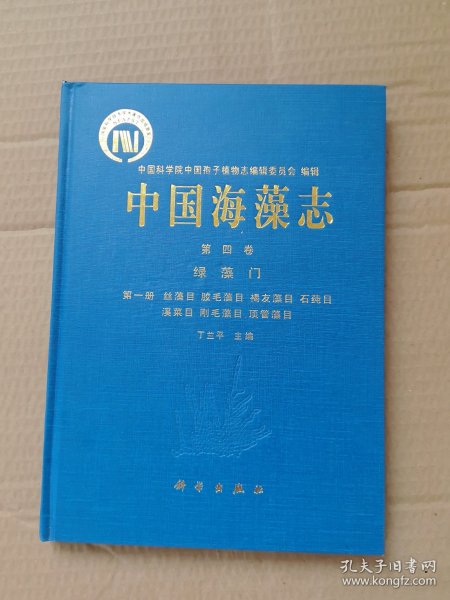 中国科学院中国孢子植物志编辑委员会 编辑
中国海藻志
第四卷
绿藻门
第一册 丝藻目 胶毛藻目 褐友藻目 石莼目
溪菜目 刚毛藻目 顶管藻目
丁兰平 主编
科学出版社
孔夫子旧书网
www.kongfz.com